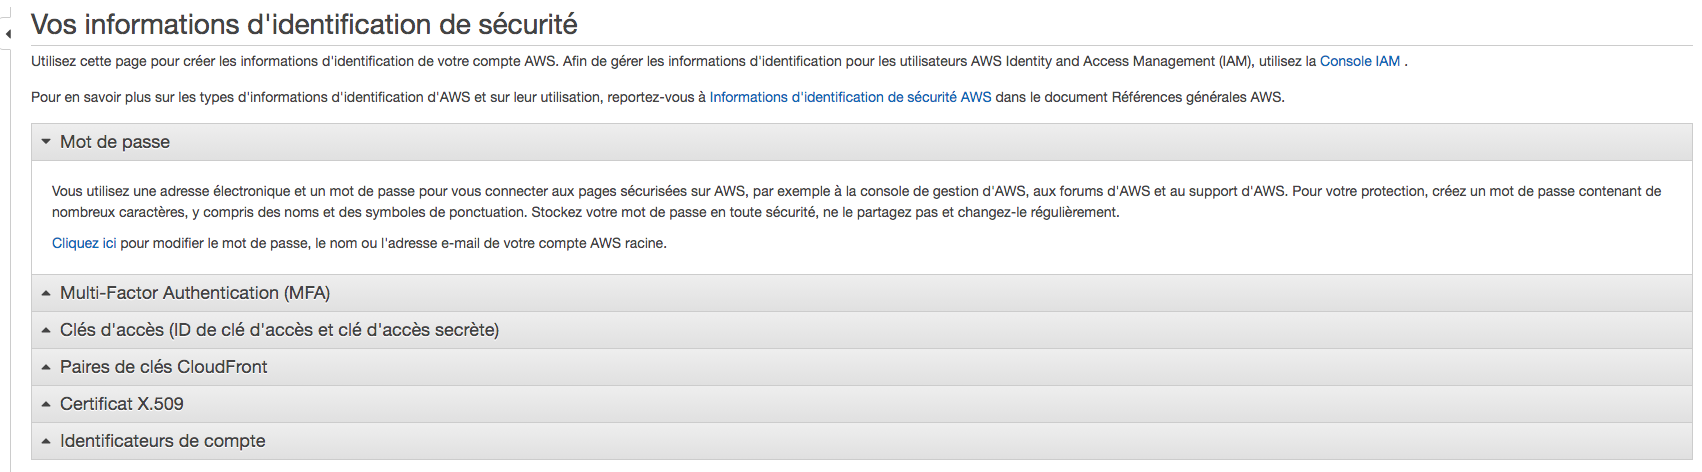 Vos informations d'identification de sécurité
Utilisez cette page pour créer les informations d'identification de votre compte AWS. Afin de gérer les informations d'identification pour les utilisateurs AWS Identity and Access Management (IAM), utilisez la Console IAM .
Pour en savoir plus sur les types d'informations d'identification d'AWS et sur leur utilisation, reportez-vous à Informations d'identification de sécurité AWS dans le document Références générales AWS.
Mot de passe
Vous utilisez une adresse électronique et un mot de passe pour vous connecter aux pages sécurisées sur AWS, par exemple à la console de gestion d'AWS, aux forums d'AWS et au support d'AWS. Pour votre protection, créez un mot de passe contenant de
nombreux caractères, y compris des noms et des symboles de ponctuation. Stockez votre mot de passe en toute sécurité, ne le partagez pas et changez-le régulièrement.
Cliquez ici pour modifier le mot de passe, le nom ou l'adresse e-mail de votre compte AWS racine.
Multi-Factor Authentication (MFA)
Clés d'accès (ID de clé d'accès et clé d'accès secrète)
Paires de clés CloudFront
Certificat X.509
Identificateurs de compte